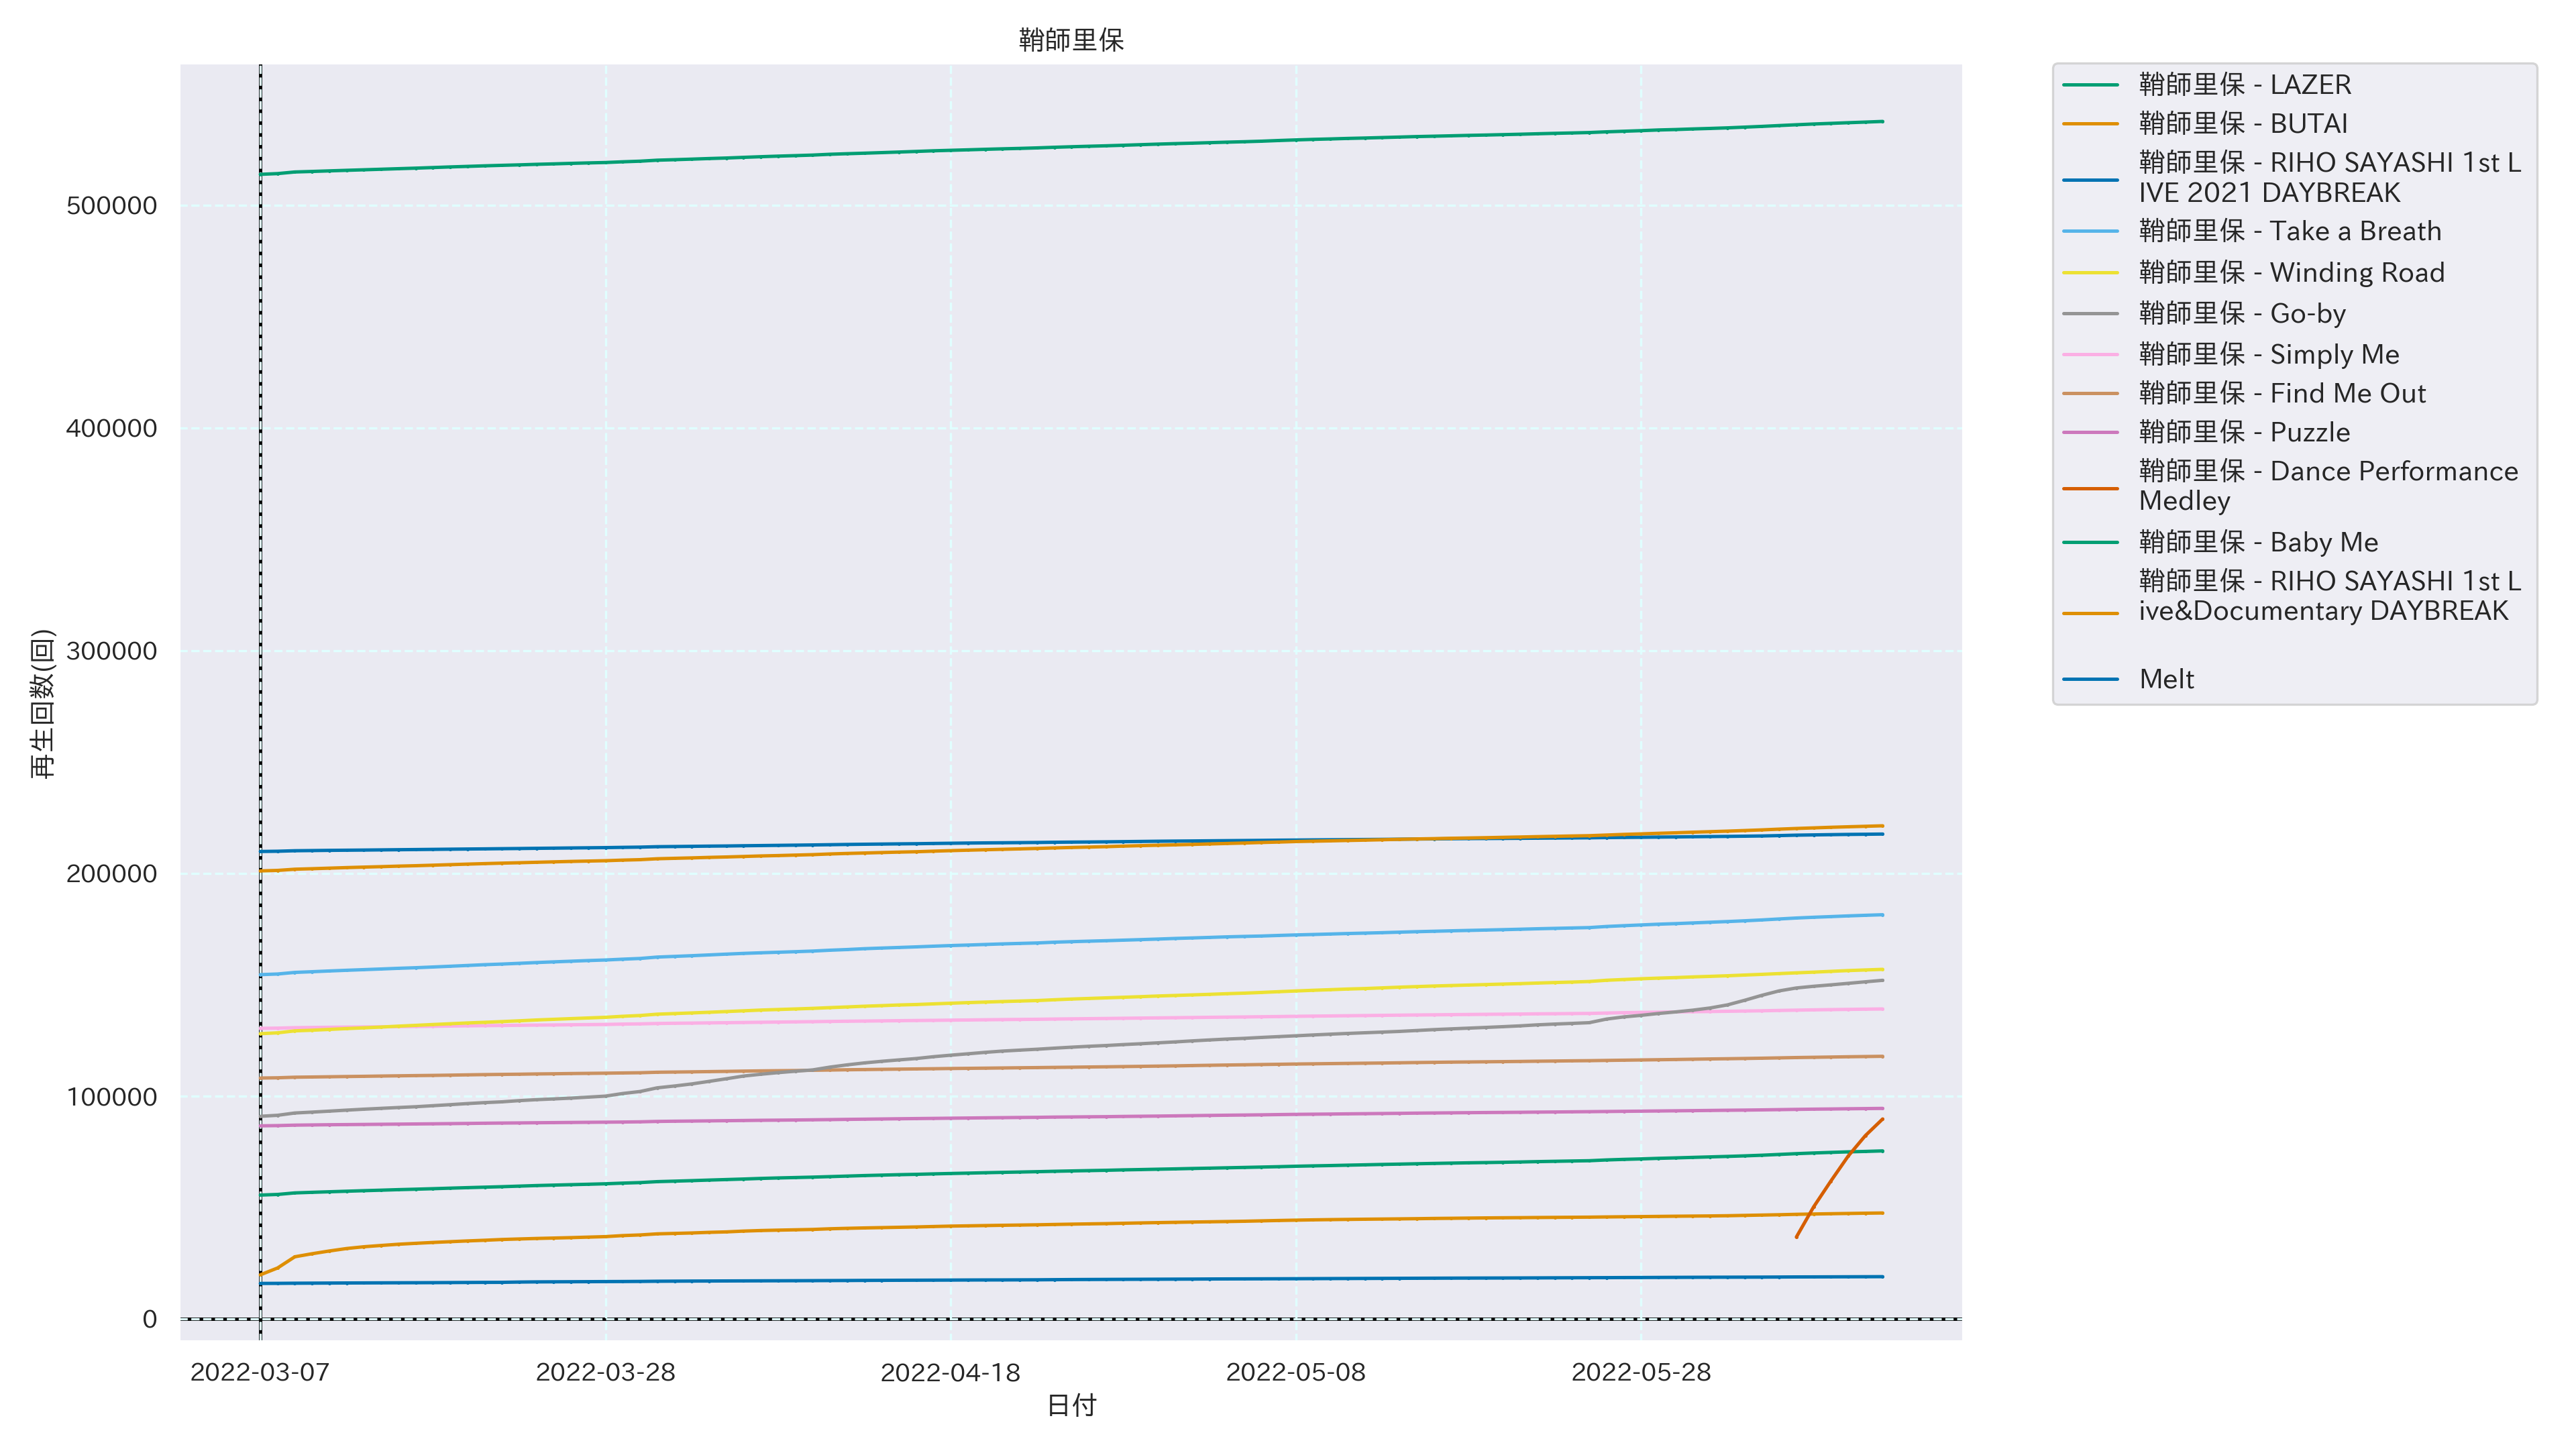 鞘師里保
再生回数(回)
500000
400000
300000
200000
100000
0
2022-03-07
2022-03-28
2022-04-18
2022-05-08
2022-05-28
日付
鞘師里保 - LAZER
鞘師里保 - BUTAI
鞘師里保 - RIHO SAYASHI 1st L
IVE 2021 DAYBREAK
鞘師里保 - Take a Breath
鞘師里保 - Winding Road
鞘師里保 - Go-by
鞘師里保 - Simply Me
鞘師里保 - Find Me Out
鞘師里保 - Puzzle
鞘師里保 - Dance Performance
Medley
鞘師里保 - Baby Me
鞘師里保 - RIHO SAYASHI 1st L
ive&Documentary DAYBREAK
Melt